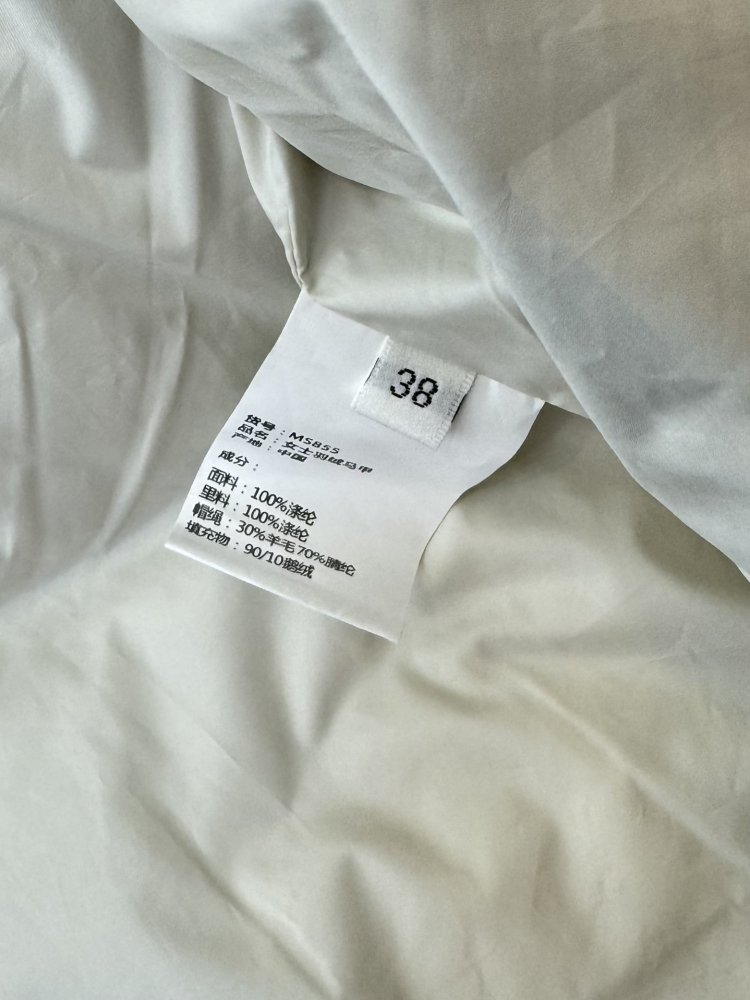 38
货号：M5855
品名：女士羽绒马甲
产地：中国
成分：
面料：100%涤纶
里料：100%涤纶
帽绳：30%羊毛70%腈纶
填充物：90/10鹅绒